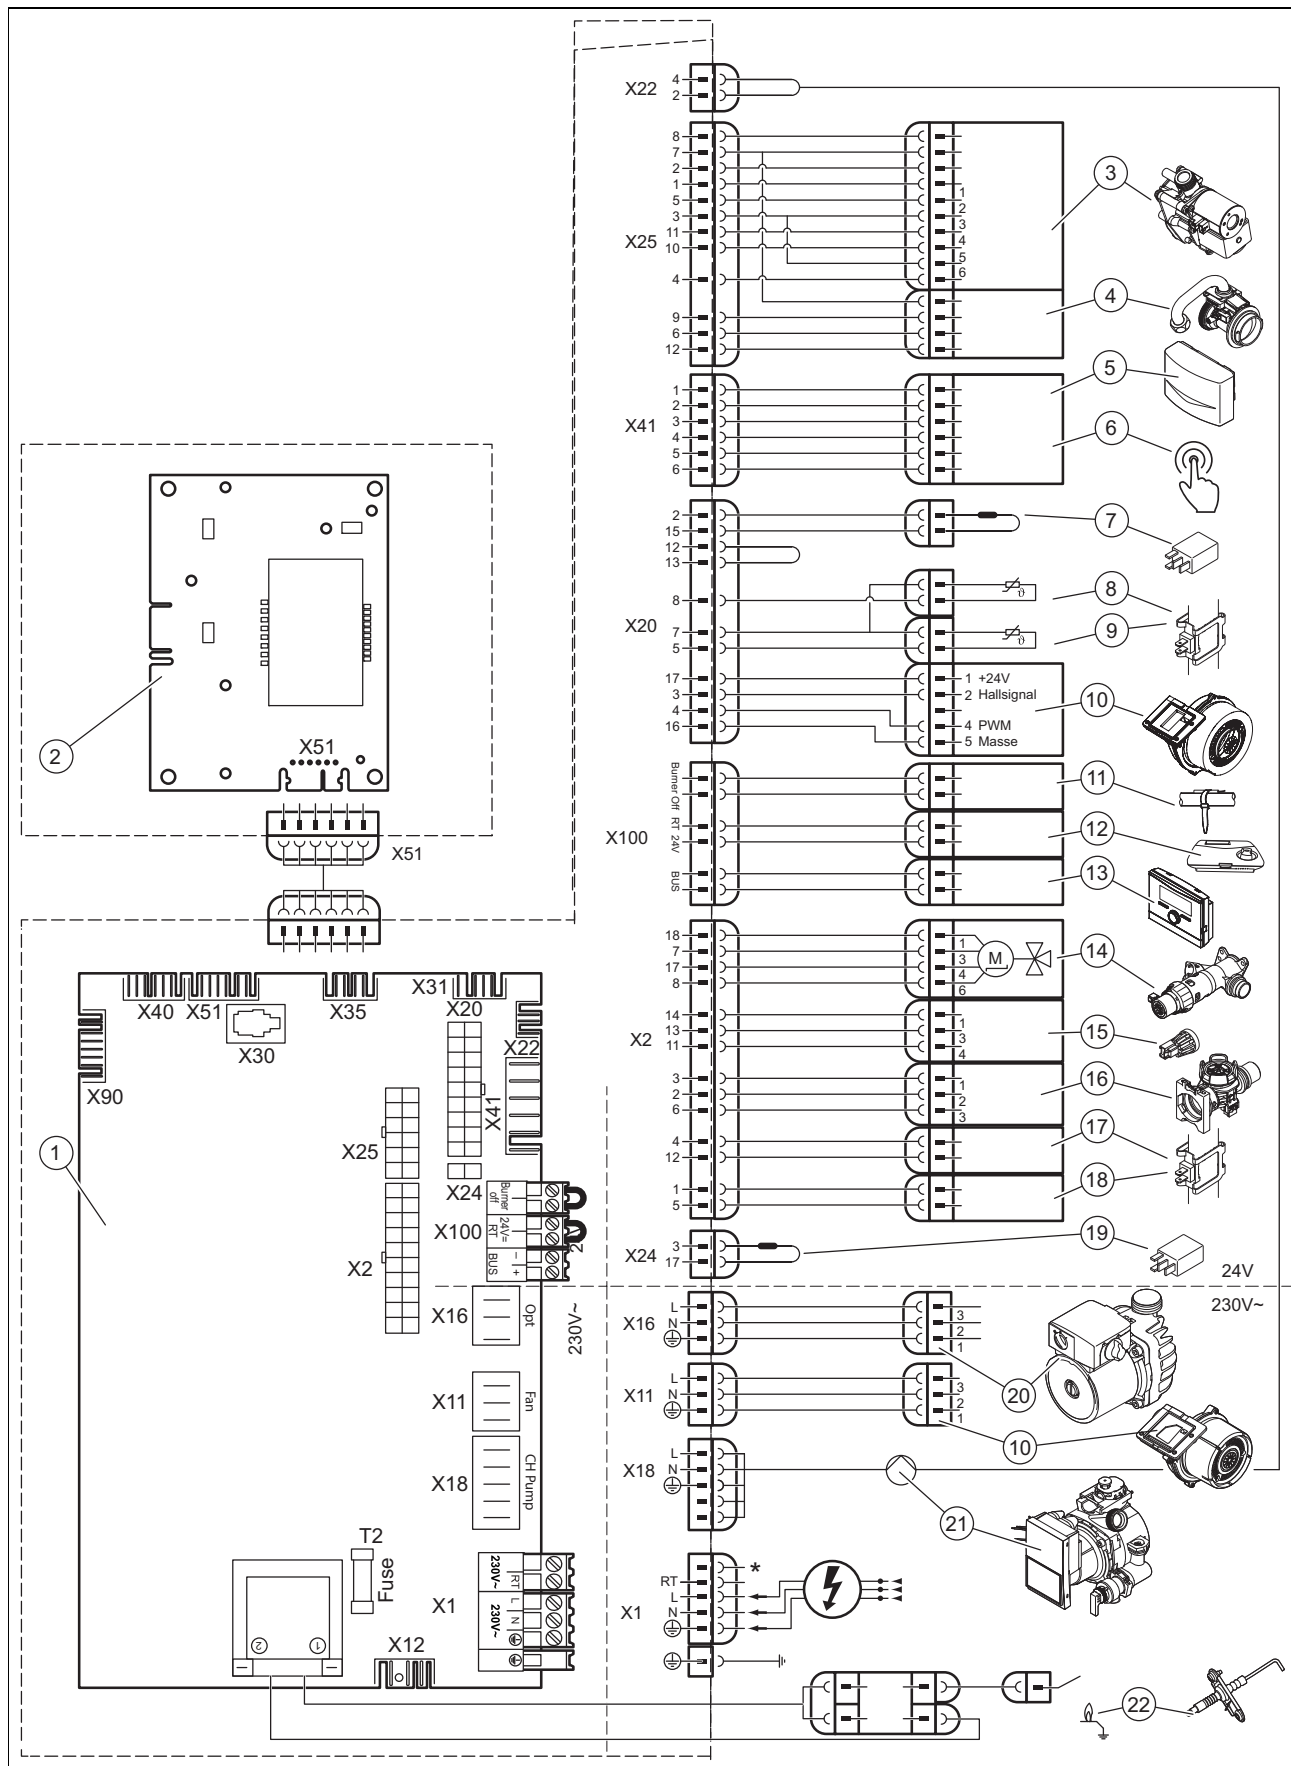 X22
4
2
X25
8
7
2
1
5
3
11
10
4
9
6
12
1
2
3
4
5
6
3
4
X41
1
2
3
4
5
6
5
6
X20
2
15
12
13
8
7
5
17
3
4
16
ϑ
ϑ
1 +24V
2 Hallsignal
4 PWM
5 Masse
7
8
9
10
X100
Burner Off
RT 24V
BUS
11
12
13
X2
18
7
17
8
14
13
11
3
2
6
4
12
1
5
1
3
4
6
M
1
3
4
1
2
3
14
15
16
17
18
X24
3
17
19
24V
230V~
X16
L
N
3
2
1
20
X11
L
N
3
2
1
10
X18
L
N
21
X1
RT
L
N
*
22
2
X51
X51
1
X40
X51
X35
X31
X20
X30
X22
X90
X41
X25
X24
X100
Burner off
24V= RT
BUS
– +
2
X2
X16
Opt
230V~
X11
Fan
X18
CH Pump
T2
Fuse
X1
230V~
RT
230V~
L
N
X12
2
1